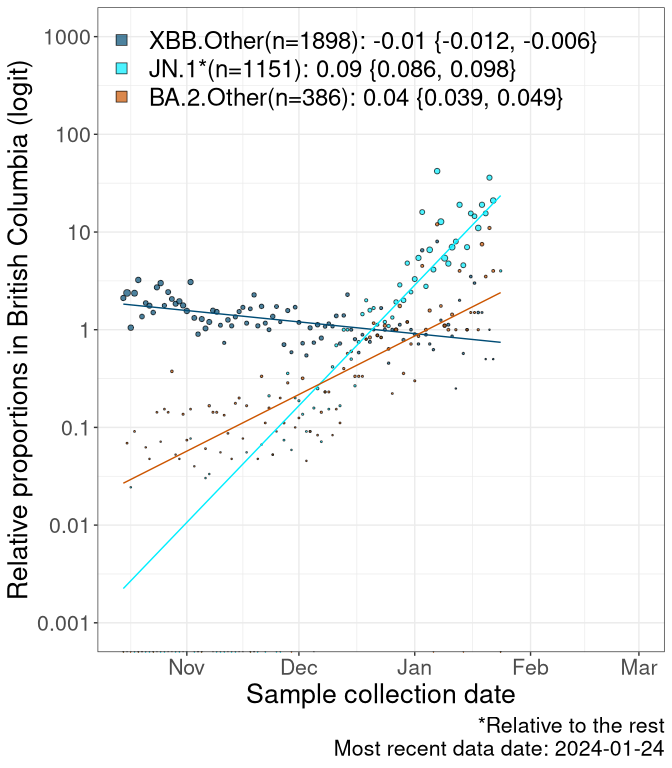 XBB.Other(n=1898): -0.01 {-0.012, -0.006}
JN.1*(n=1151): 0.09 {0.086, 0.098}
BA.2.Other(n=386): 0.04 {0.039, 0.049}
Relative proportions in British Columbia (logit)
1000
100
10
1
0.1
0.01
0.001
Nov Dec Jan Feb Mar
Sample collection date
*Relative to the rest
Most recent data date: 2024-01-24